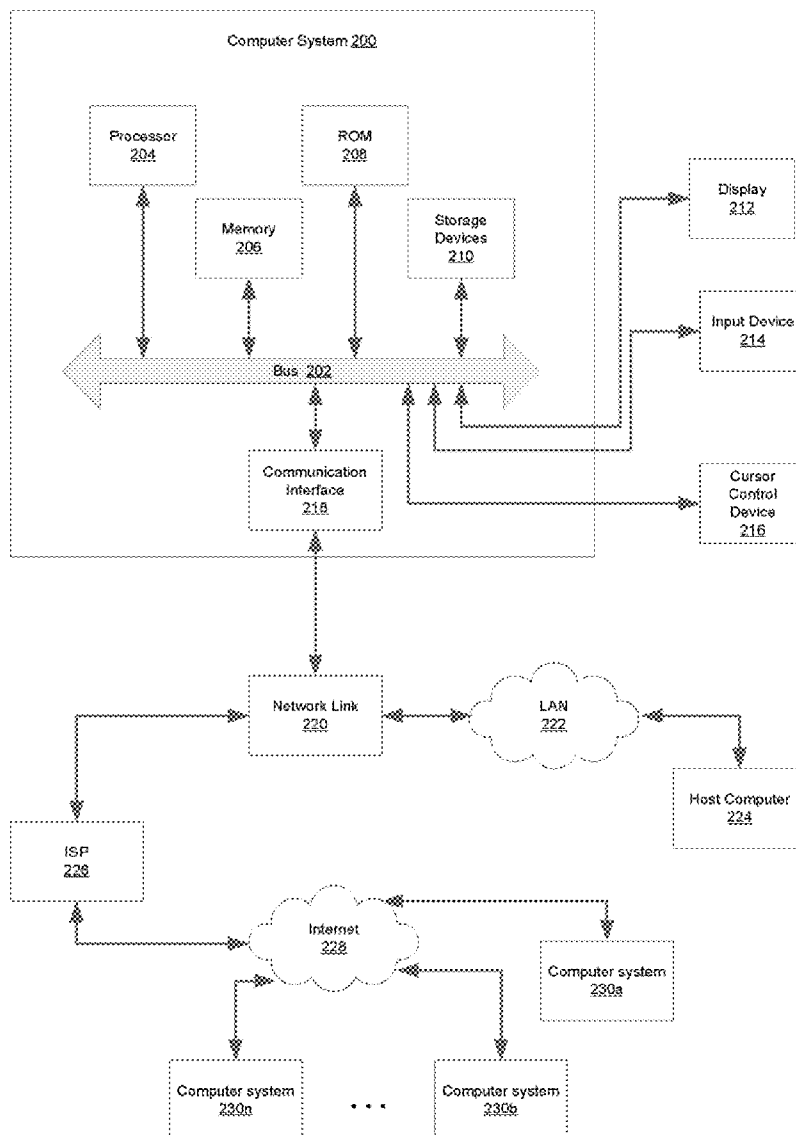 Computer System 200
Processor
204
ROM
208
Memory
206
Storage
Devices
210
Display
212
Input Device
214
Bus 202
Communication
Interface
218
Cursor
Control
Device
216
Network Link
220
LAN
222
Host Computer
224
ISP
226
Internet
228
Computer system
230a
Computer system
230n
...
Computer system
230b